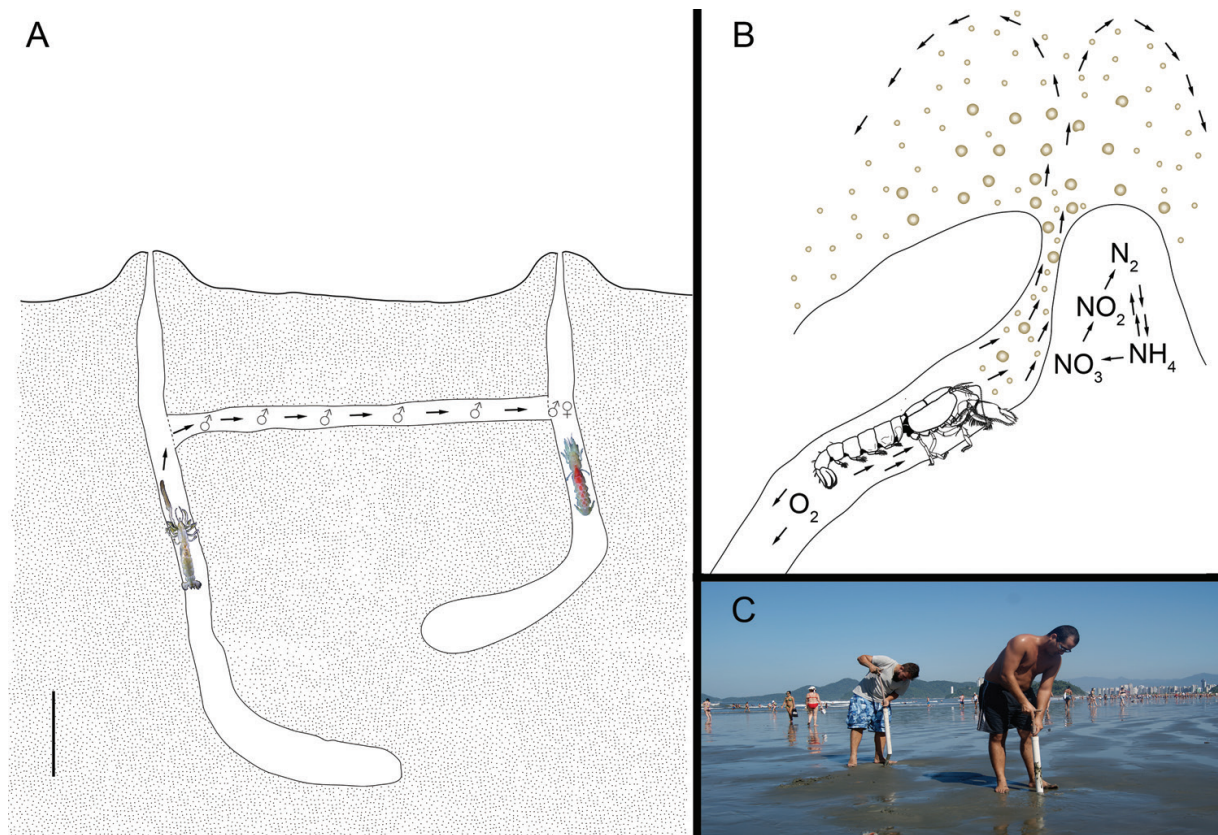 A
♂ ♂ ♂ ♂ ♂ ♂♀
B
N₂
NO₂
NO₃ NH₄
O₂
C